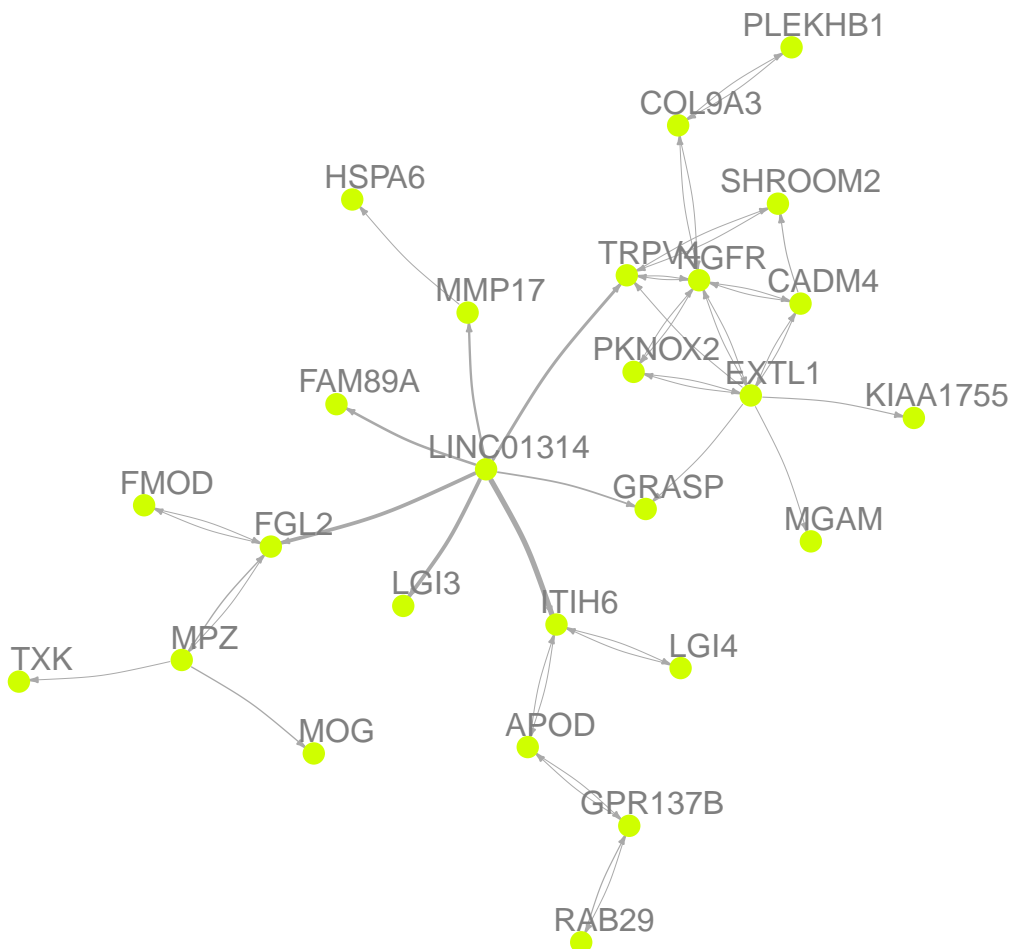 PLEKHB1
COL9A3
HSPA6
SHROOM2
TRPV4
NGFR
MMP17
CADM4
PKNOX2
FAM89A
EXTL1
KIAA1755
LINC01314
FMOD
GRASP
FGL2
MGAM
LGI3
ITIH6
MPZ
LGI4
TXK
MOG
APOD
GPR137B
RAB29